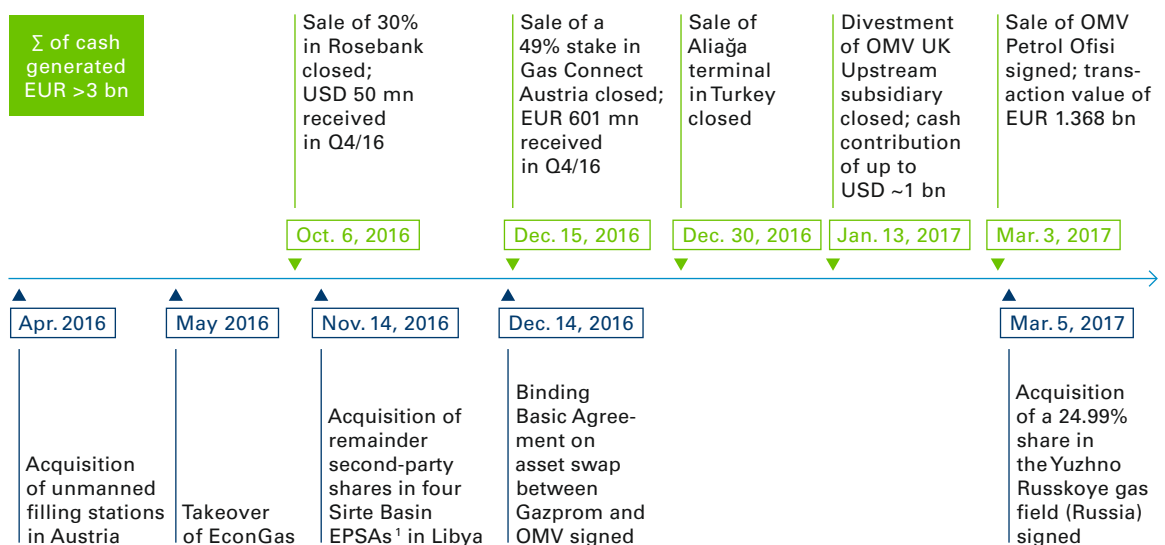 Σ of cash
generated
EUR >3 bn
Sale of 30%
in Rosebank
closed;
USD 50 mn
received
in Q4/16
Sale of a
49% stake in
Gas Connect
Austria closed;
EUR 601 mn
received
in Q4/16
Sale of
Aliağa
terminal
in Turkey
closed
Divestment
of OMV UK
Upstream
subsidiary
closed; cash
contribution
of up to
USD ~1 bn
Sale of OMV
Petrol Ofisi
signed; trans-
action value of
EUR 1.368 bn
Oct. 6, 2016
Dec. 15, 2016
Dec. 30, 2016
Jan. 13, 2017
Mar. 3, 2017
Apr. 2016
May 2016
Nov. 14, 2016
Dec. 14, 2016
Mar. 5, 2017
Acquisition
of unmanned
filling stations
in Austria
Takeover
of EconGas
Acquisition of
remainder
second-party
shares in four
Sirte Basin
EPSAs¹ in Libya
Binding
Basic Agree-
ment on
asset swap
between
Gazprom and
OMV signed
Acquisition
of a 24.99%
share in
the Yuzhno
Russkoye gas
field (Russia)
signed